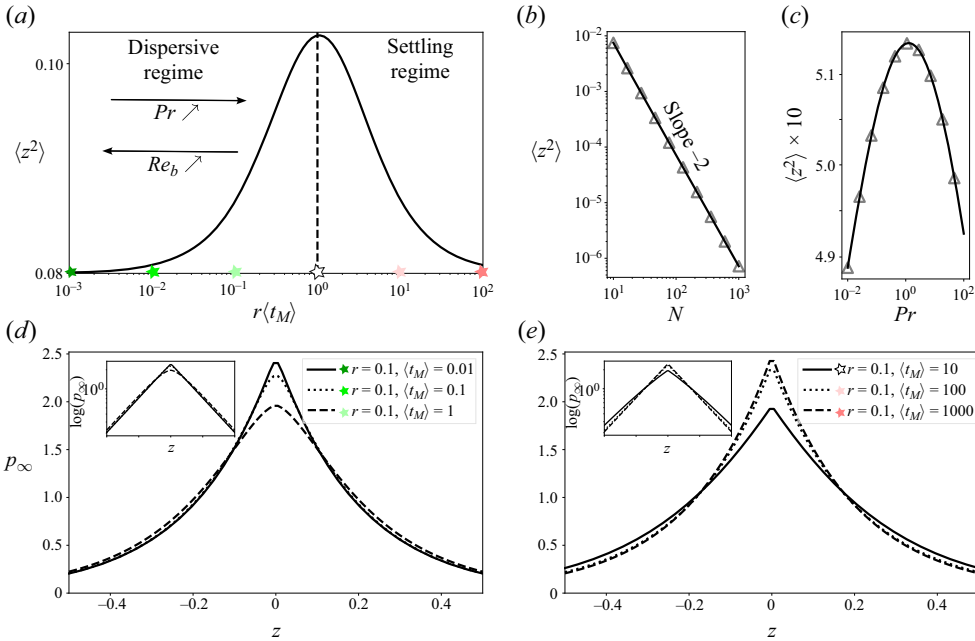 (a)
0.10
⟨z²⟩
0.08
Dispersive
regime
Settling
regime
Pr ↗
Re_b ↗
10⁻³
10⁻²
10⁻¹
10⁰
10¹
10²
r⟨t_M⟩
(b)
10⁻²
10⁻³
10⁻⁴
10⁻⁵
10⁻⁶
⟨z²⟩
Slope –2
10¹
10²
10³
N
(c)
5.1
5.0
4.9
⟨z²⟩ × 10
10⁻²
10⁰
10²
Pr
(d)
2.5
2.0
1.5
1.0
0.5
0
p_∞
log(p_∞)
10⁰
z
r = 0.1, ⟨t_M⟩ = 0.01
r = 0.1, ⟨t_M⟩ = 0.1
r = 0.1, ⟨t_M⟩ = 1
−0.4
−0.2
0
0.2
0.4
z
(e)
2.5
2.0
1.5
1.0
0.5
0
log(p_∞)
10⁰
z
r = 0.1, ⟨t_M⟩ = 10
r = 0.1, ⟨t_M⟩ = 100
r = 0.1, ⟨t_M⟩ = 1000
−0.4
−0.2
0
0.2
0.4
z